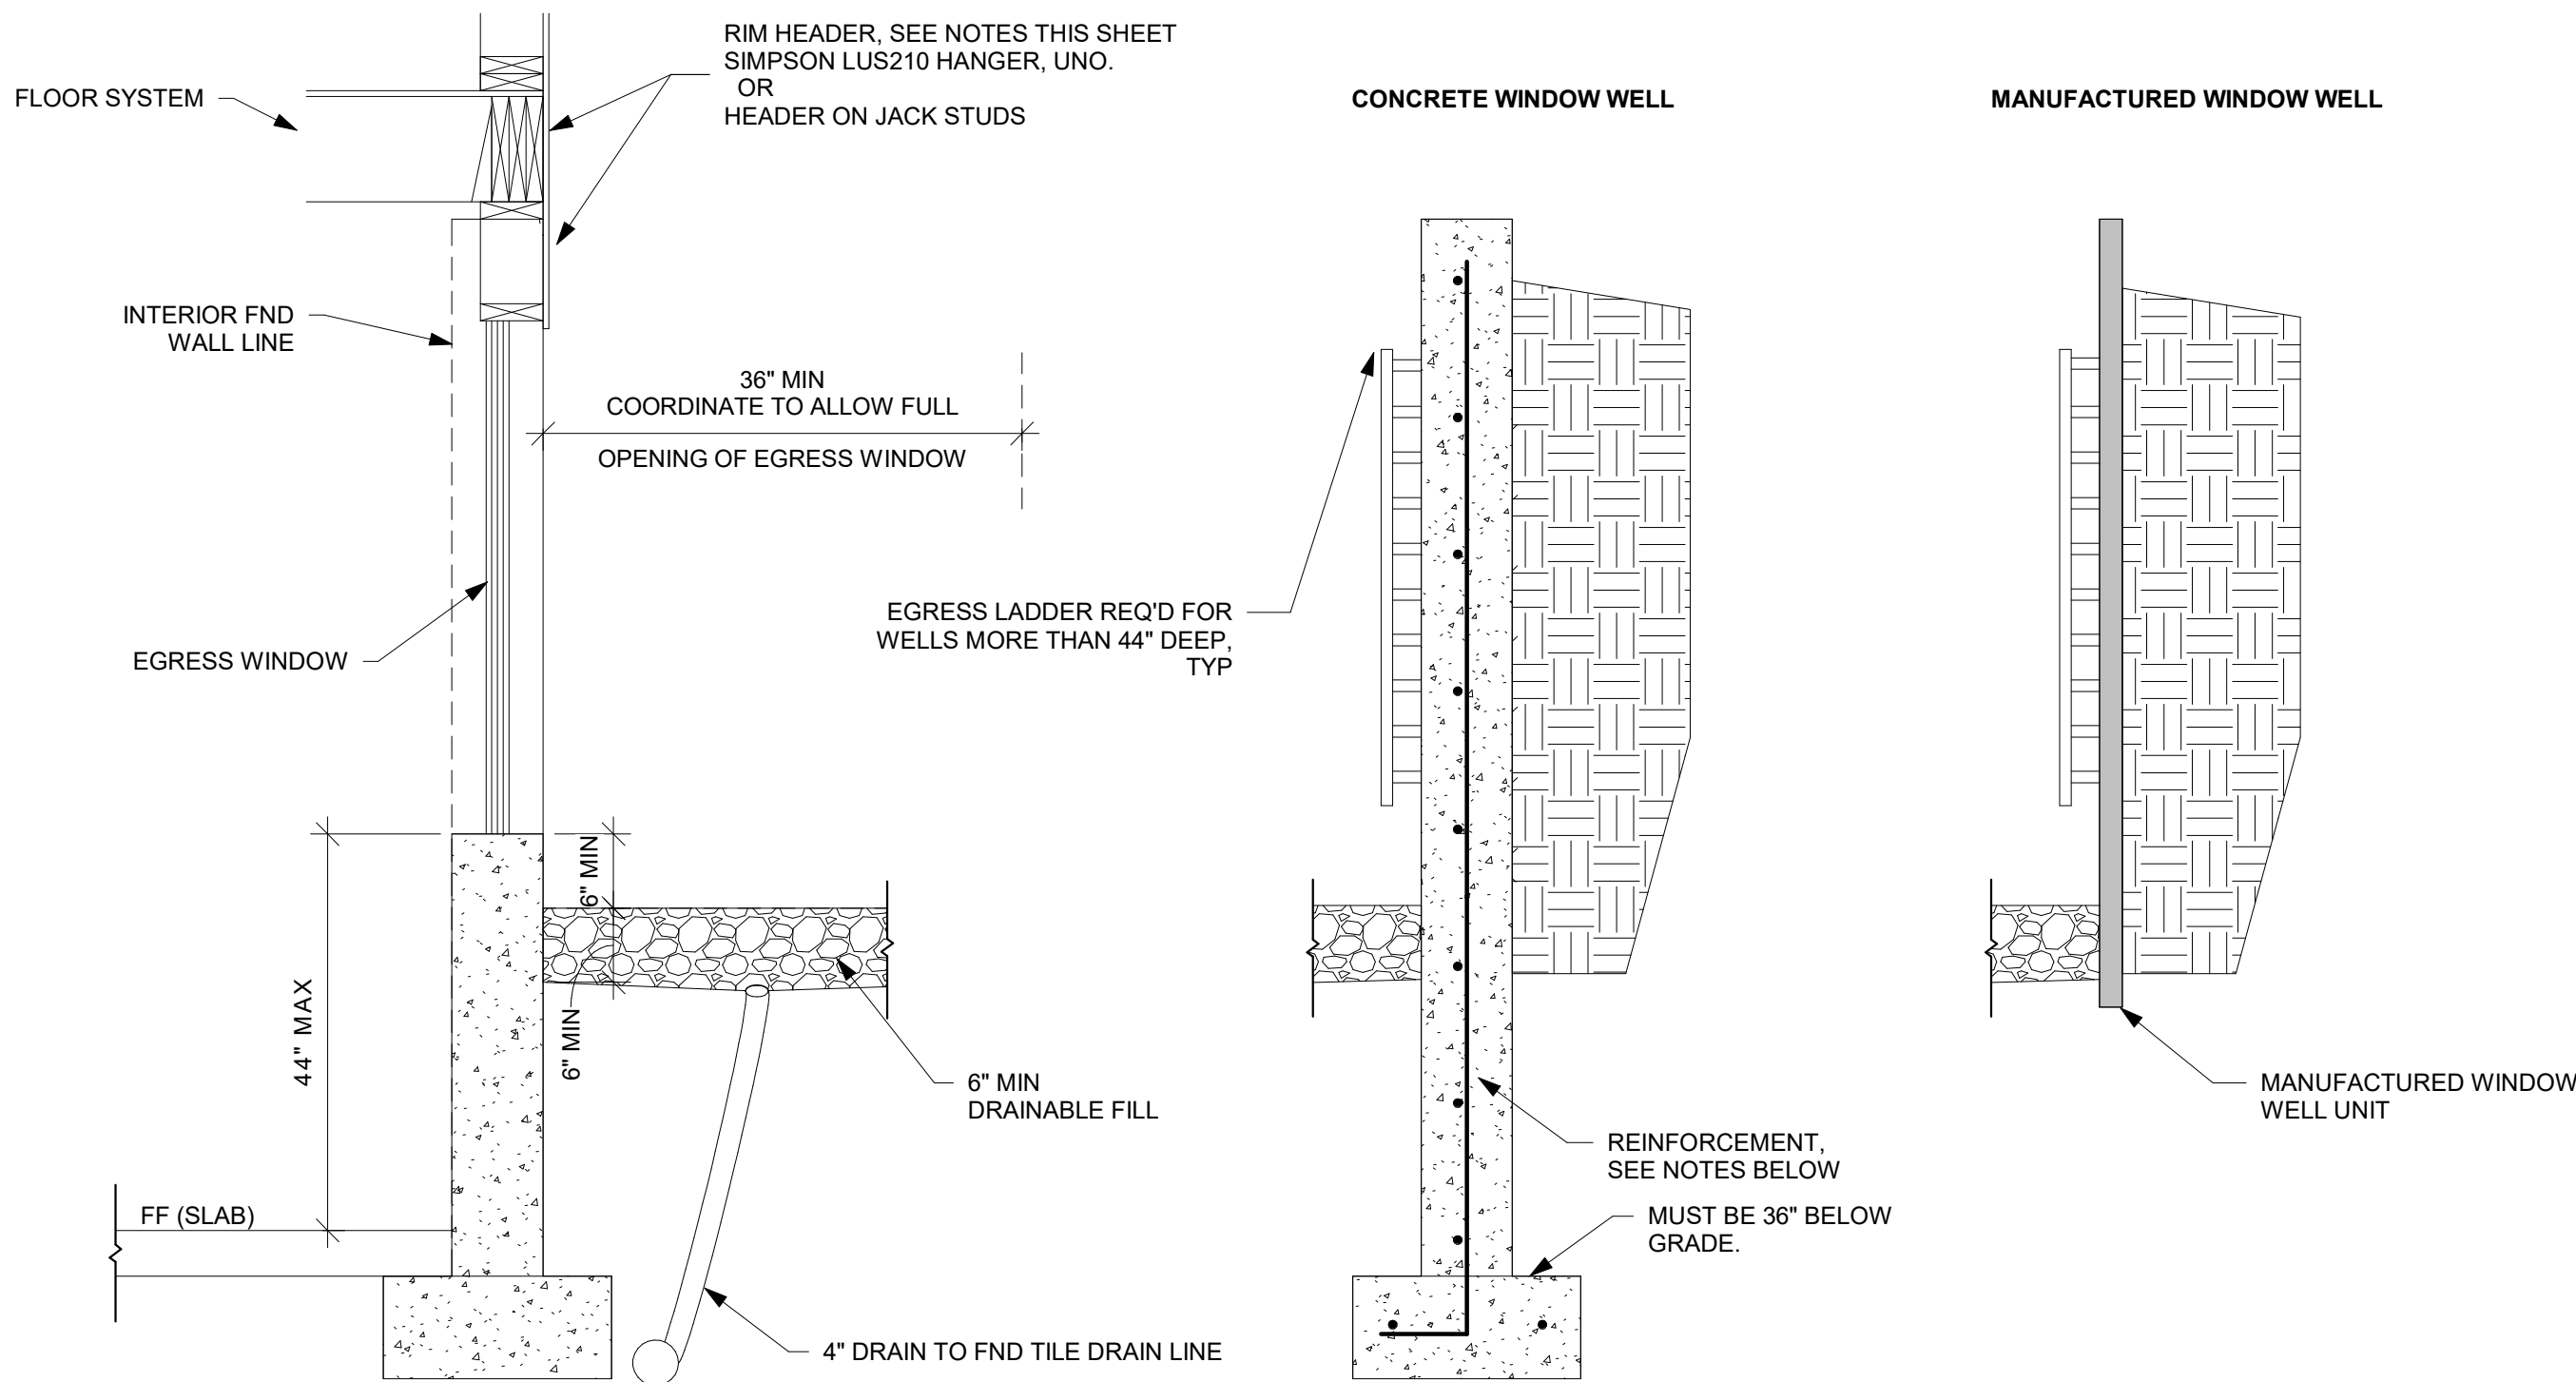 RIM HEADER, SEE NOTES THIS SHEET
SIMPSON LUS210 HANGER, UNO.
OR
HEADER ON JACK STUDS
FLOOR SYSTEM
CONCRETE WINDOW WELL
MANUFACTURED WINDOW WELL
INTERIOR FND
WALL LINE
36" MIN
COORDINATE TO ALLOW FULL
OPENING OF EGRESS WINDOW
EGRESS LADDER REQ'D FOR
WELLS MORE THAN 44" DEEP,
TYP
EGRESS WINDOW
6" MIN
44" MAX
6" MIN
6" MIN
DRAINABLE FILL
MANUFACTURED WINDOW
WELL UNIT
REINFORCEMENT,
SEE NOTES BELOW
MUST BE 36" BELOW
GRADE.
FF (SLAB)
4" DRAIN TO FND TILE DRAIN LINE